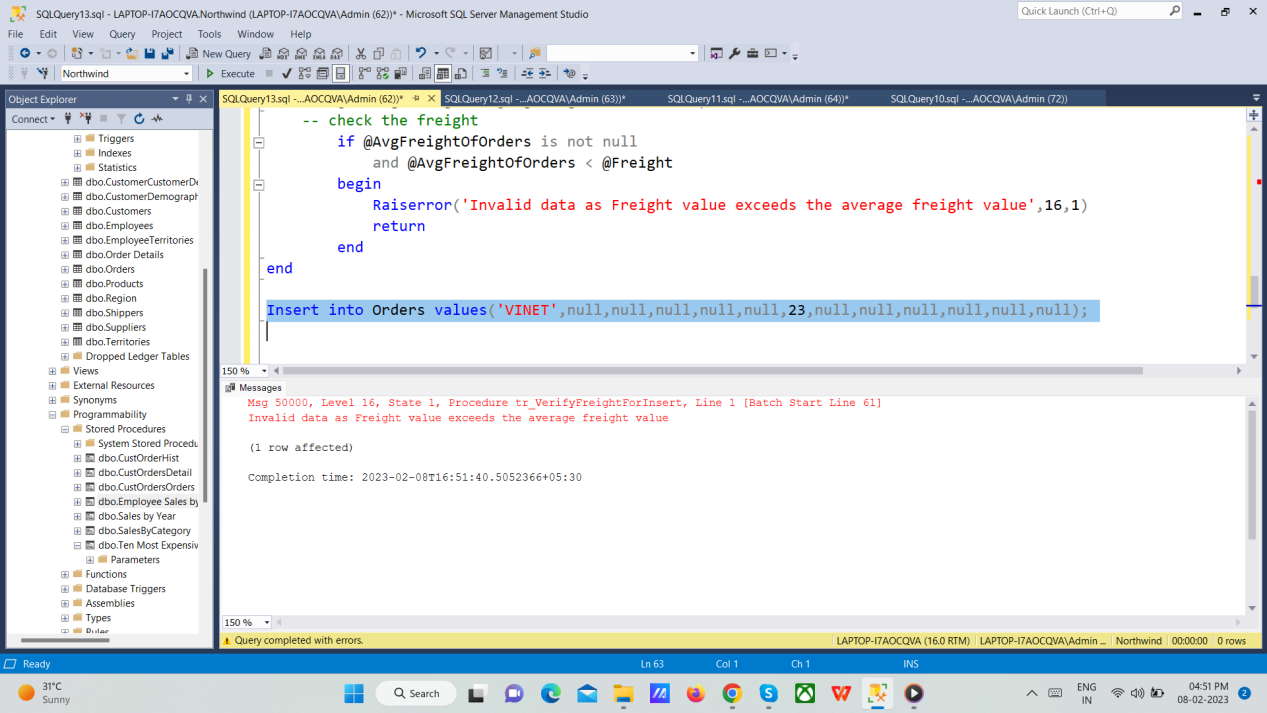 SQLQuery13.sql - LAPTOP-I7AOCQVA.Northwind (LAPTOP-I7AOCQVA\Admin (62))* - Microsoft SQL Server Management Studio
Quick Launch (Ctrl+Q)
File Edit View Query Project Tools Window Help
New Query
Northwind
Execute
Object Explorer
SQLQuery13.sql -...AOCQVA\Admin (62))*
SQLQuery12.sql -...AOCQVA\Admin (63))*
SQLQuery11.sql -...AOCQVA\Admin (64))*
SQLQuery10.sql -...AOCQVA\Admin (72))
Connect
Triggers
Indexes
Statistics
dbo.CustomerCustomerDe
dbo.CustomerDemograph
dbo.Customers
dbo.Employees
dbo.EmployeeTerritories
dbo.Order Details
dbo.Orders
dbo.Products
dbo.Region
dbo.Shippers
dbo.Suppliers
dbo.Territories
Dropped Ledger Tables
Views
External Resources
Synonyms
Programmability
Stored Procedures
System Stored Procedu
dbo.CustOrderHist
dbo.CustOrdersDetail
dbo.CustOrdersOrders
dbo.Employee Sales by
dbo.Sales by Year
dbo.SalesByCategory
dbo.Ten Most Expensiv
Parameters
Functions
Database Triggers
Assemblies
Types
Rules
-- check the freight
if @AvgFreightOfOrders is not null
and @AvgFreightOfOrders < @Freight
begin
Raiserror('Invalid data as Freight value exceeds the average freight value',16,1)
return
end
end
Insert into Orders values('VINET',null,null,null,null,null,23,null,null,null,null,null,null);
150 %
Messages
Msg 50000, Level 16, State 1, Procedure tr_VerifyFreightForInsert, Line 1 [Batch Start Line 61]
Invalid data as Freight value exceeds the average freight value
(1 row affected)
Completion time: 2023-02-08T16:51:40.5052366+05:30
150 %
Query completed with errors.
LAPTOP-I7AOCQVA (16.0 RTM) LAPTOP-I7AOCQVA\Admin ... Northwind 00:00:00 0 rows
Ready
Ln 63 Col 1 Ch 1 INS
31°C
Sunny
Search
ENG
IN
04:51 PM
08-02-2023
2